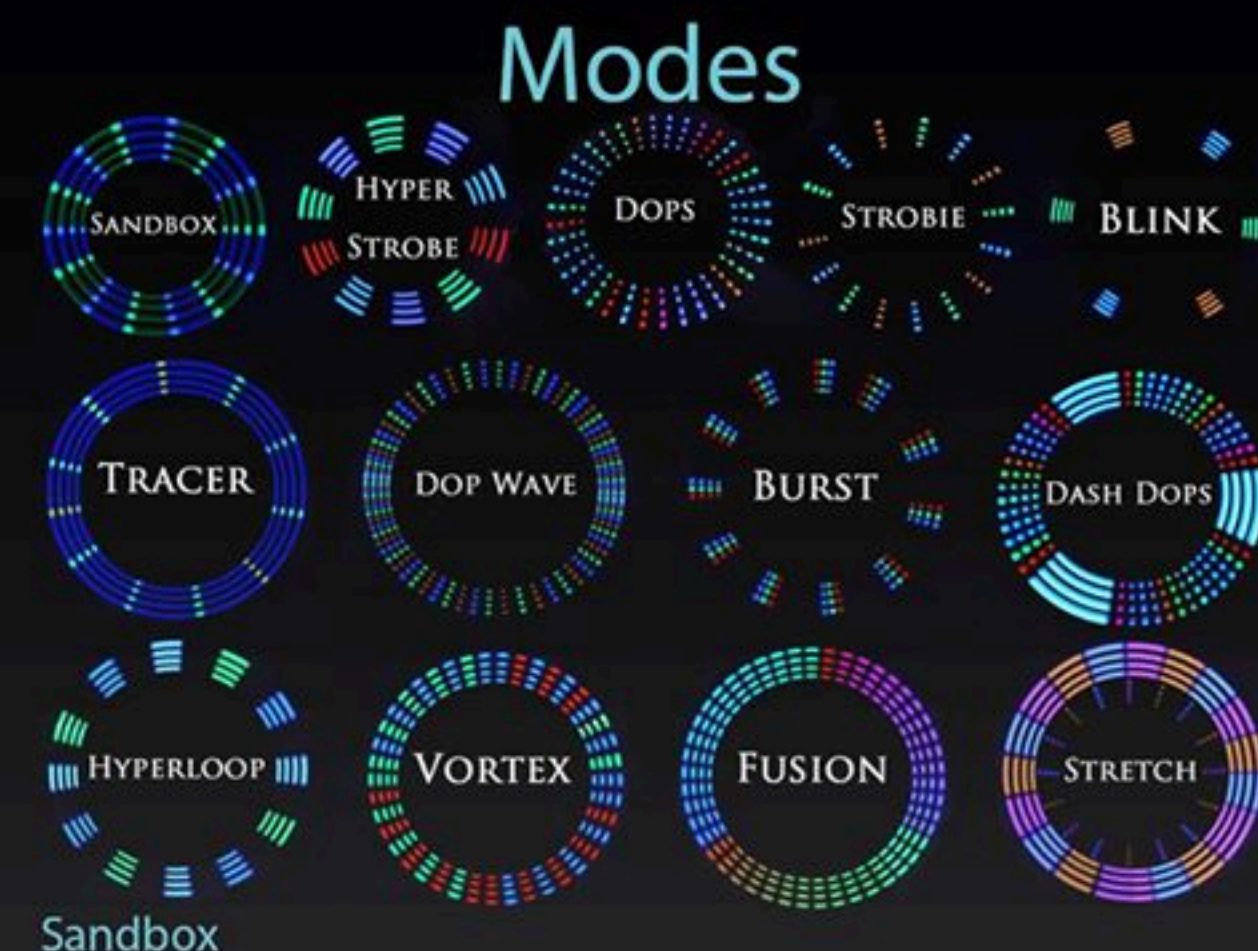 Modes
SANDBOX
HYPER
STROBE
DOPS
STROBIE
BLINK
TRACER
DOP WAVE
BURST
DASH DOPS
HYPERLOOP
VORTEX
FUSION
STRETCH
Sandbox